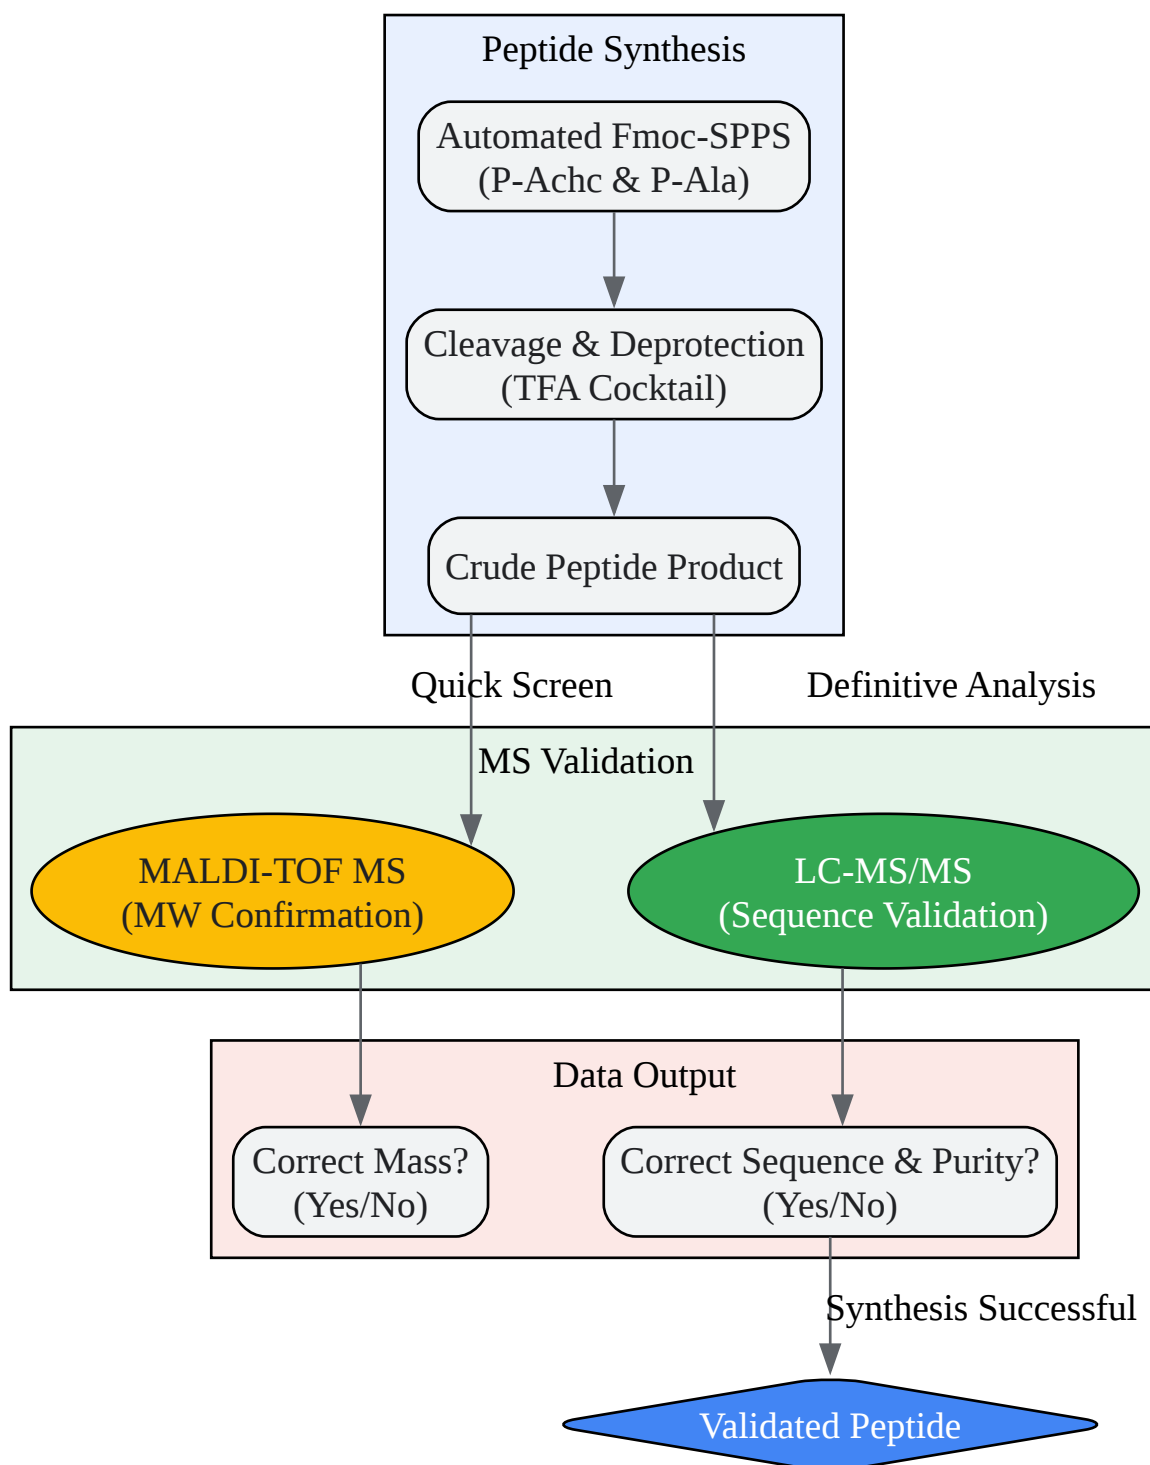 Peptide Synthesis
Automated Fmoc-SPPS
(P-Achc & P-Ala)
Cleavage & Deprotection
(TFA Cocktail)
Crude Peptide Product
Quick Screen
Definitive Analysis
MS Validation
MALDI-TOF MS
(MW Confirmation)
LC-MS/MS
(Sequence Validation)
Data Output
Correct Mass?
(Yes/No)
Correct Sequence & Purity?
(Yes/No)
Synthesis Successful
Validated Peptide